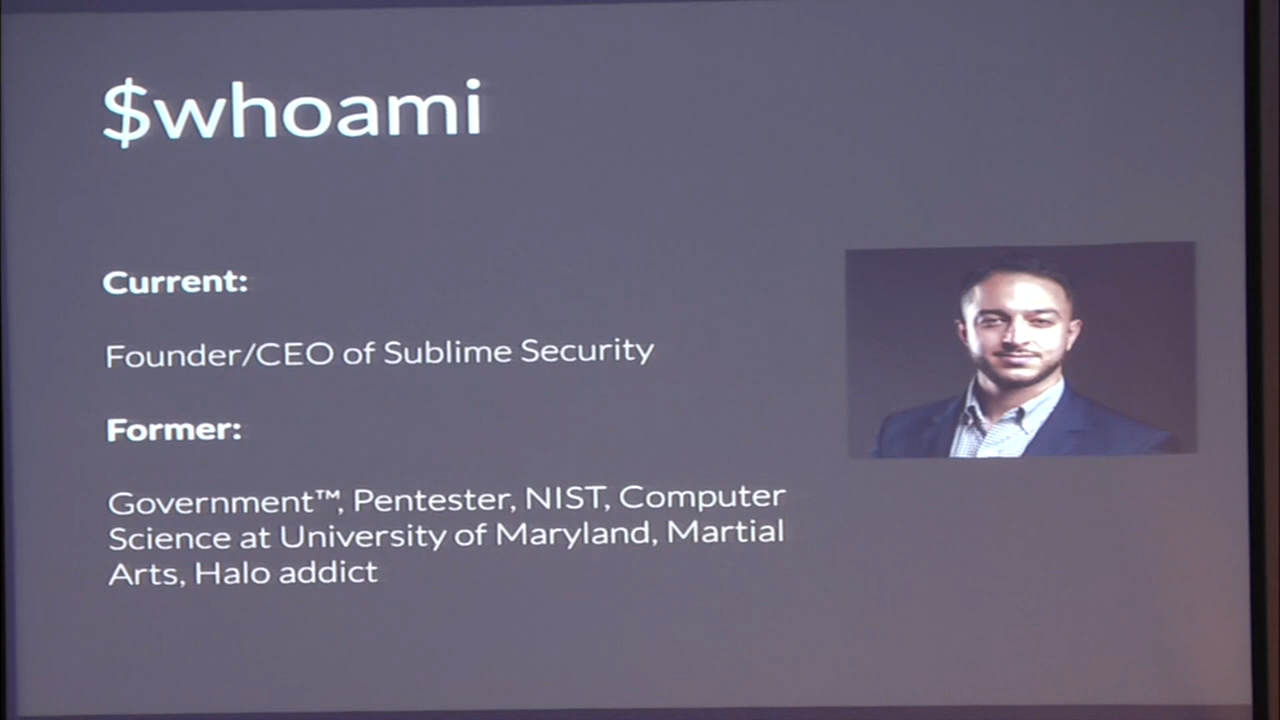 $whoami
Current:
Founder/CEO of Sublime Security
Former:
Government™, Pentester, NIST, Computer
Science at University of Maryland, Martial
Arts, Halo addict